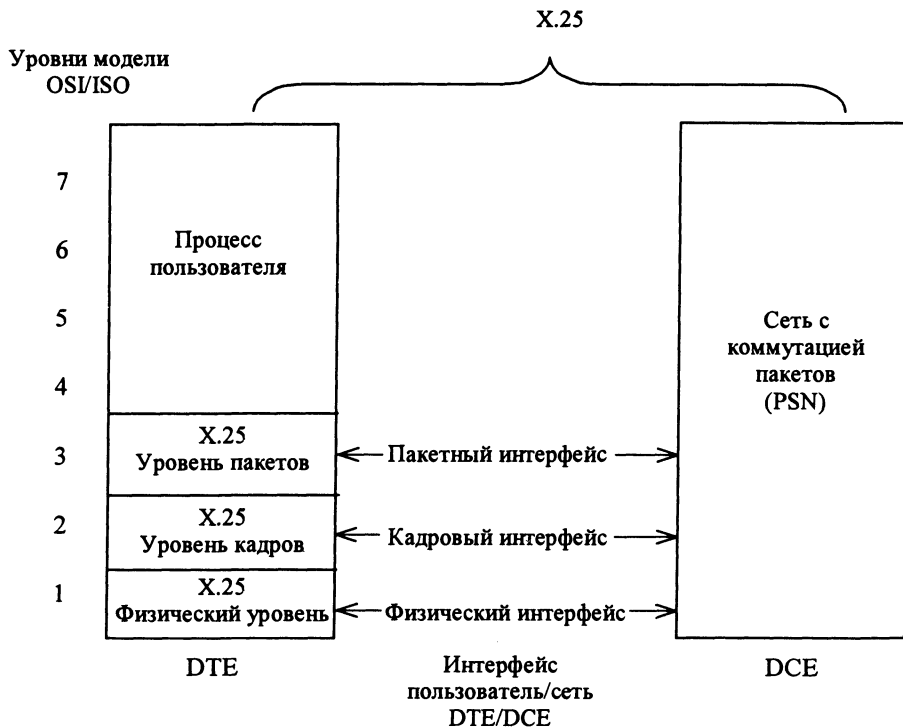 X.25
Уровни модели
OSI/ISO
7
6
5
4
3
2
1
Процесс
пользователя
X.25
Уровень пакетов
X.25
Уровень кадров
X.25
Физический уровень
DTE
Пакетный интерфейс
Кадровый интерфейс
Физический интерфейс
Интерфейс
пользователь/сеть
DTE/DCE
Сеть с
коммутацией
пакетов
(PSN)
DCE